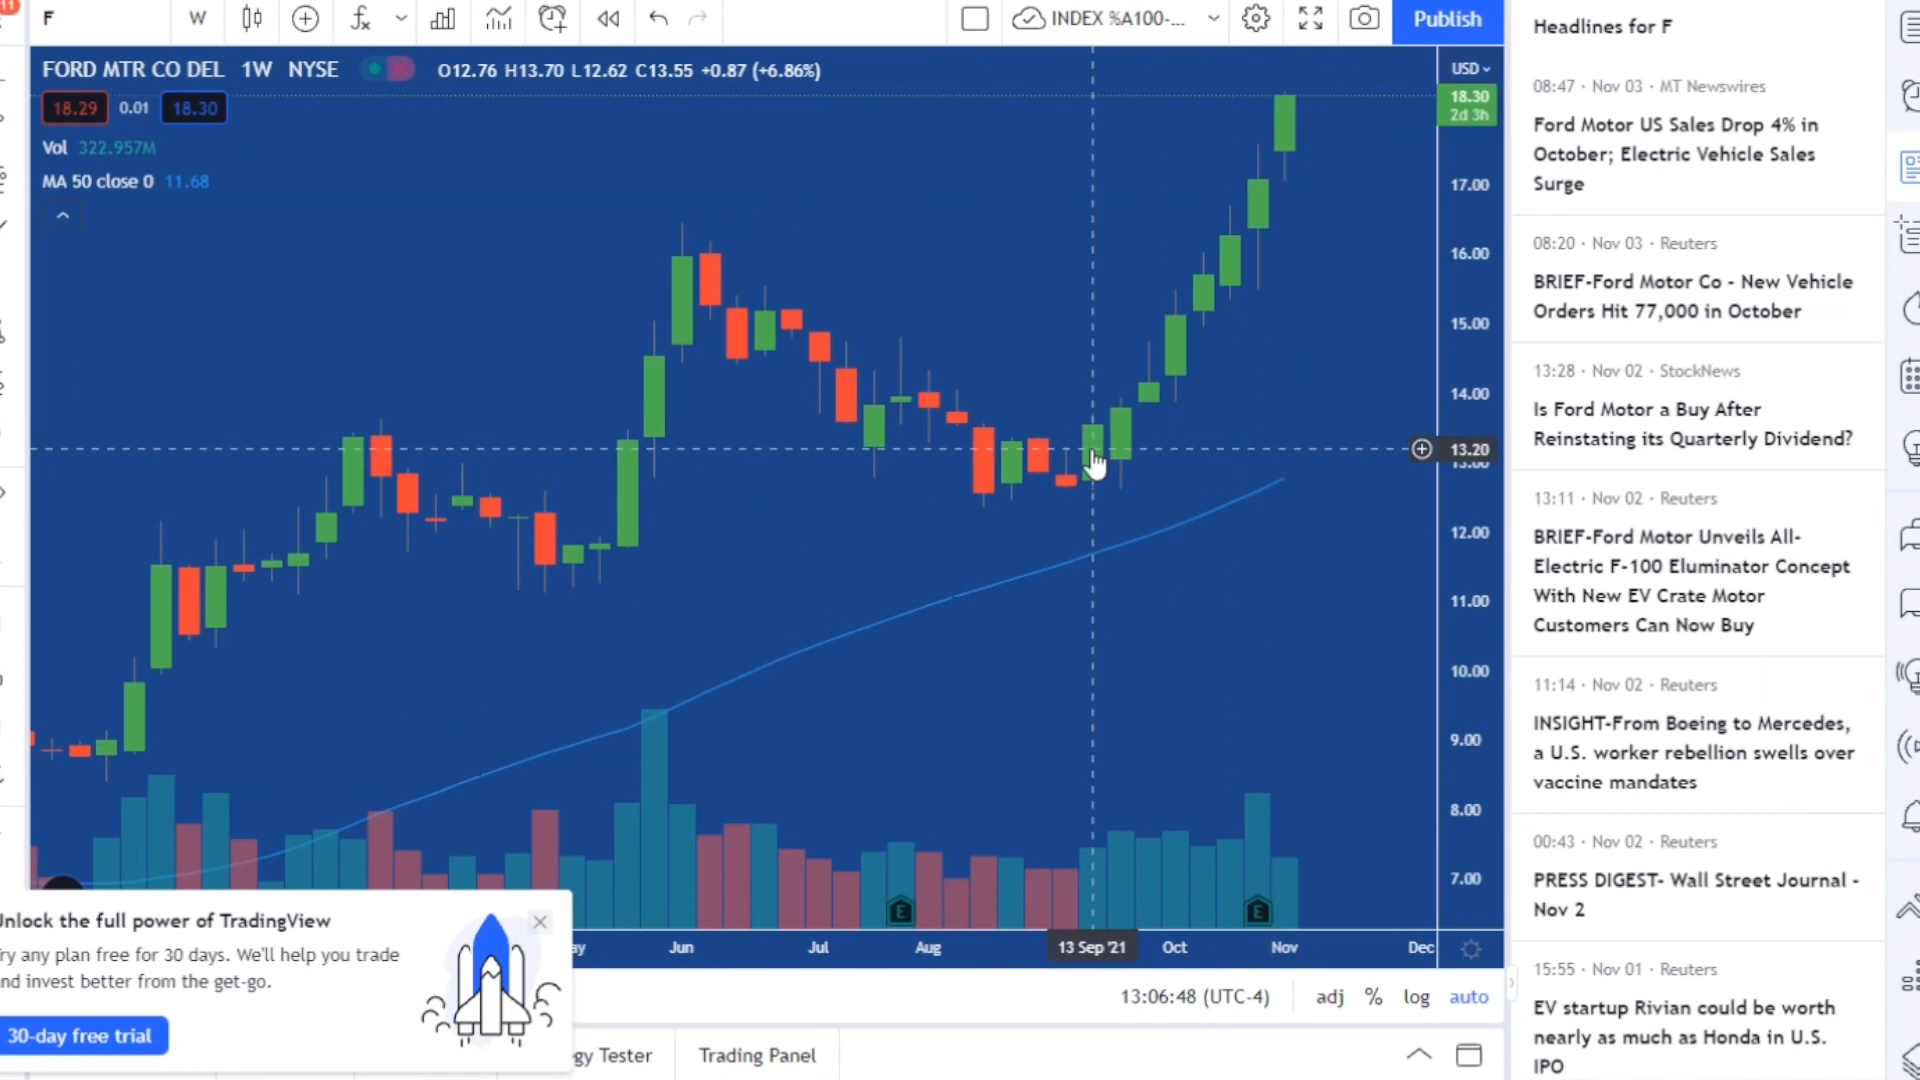 11
F
W
INDEX %A100-...
Publish
FORD MTR CO DEL 1W NYSE
O12.76 H13.70 L12.62 C13.55 +0.87 (+6.86%)
18.29 0.01 18.30
Vol 322.957M
MA 50 close 0 11.68
USD
18.30
2d 3h
17.00
16.00
15.00
14.00
13.20
13.00
12.00
11.00
10.00
9.00
8.00
7.00
E
E
Jun
Jul
Aug
13 Sep '21
Oct
Nov
Dec
Unlock the full power of TradingView
Try any plan free for 30 days. We'll help you trade
and invest better from the get-go.
30-day free trial
13:06:48 (UTC-4)
adj
%
log
auto
gy Tester
Trading Panel
Headlines for F
08:47 · Nov 03 · MT Newswires
Ford Motor US Sales Drop 4% in
October; Electric Vehicle Sales
Surge
08:20 · Nov 03 · Reuters
BRIEF-Ford Motor Co - New Vehicle
Orders Hit 77,000 in October
13:28 · Nov 02 · StockNews
Is Ford Motor a Buy After
Reinstating its Quarterly Dividend?
13:11 · Nov 02 · Reuters
BRIEF-Ford Motor Unveils All-
Electric F-100 Eluminator Concept
With New EV Crate Motor
Customers Can Now Buy
11:14 · Nov 02 · Reuters
INSIGHT-From Boeing to Mercedes,
a U.S. worker rebellion swells over
vaccine mandates
00:43 · Nov 02 · Reuters
PRESS DIGEST- Wall Street Journal -
Nov 2
15:55 · Nov 01 · Reuters
EV startup Rivian could be worth
nearly as much as Honda in U.S.
IPO